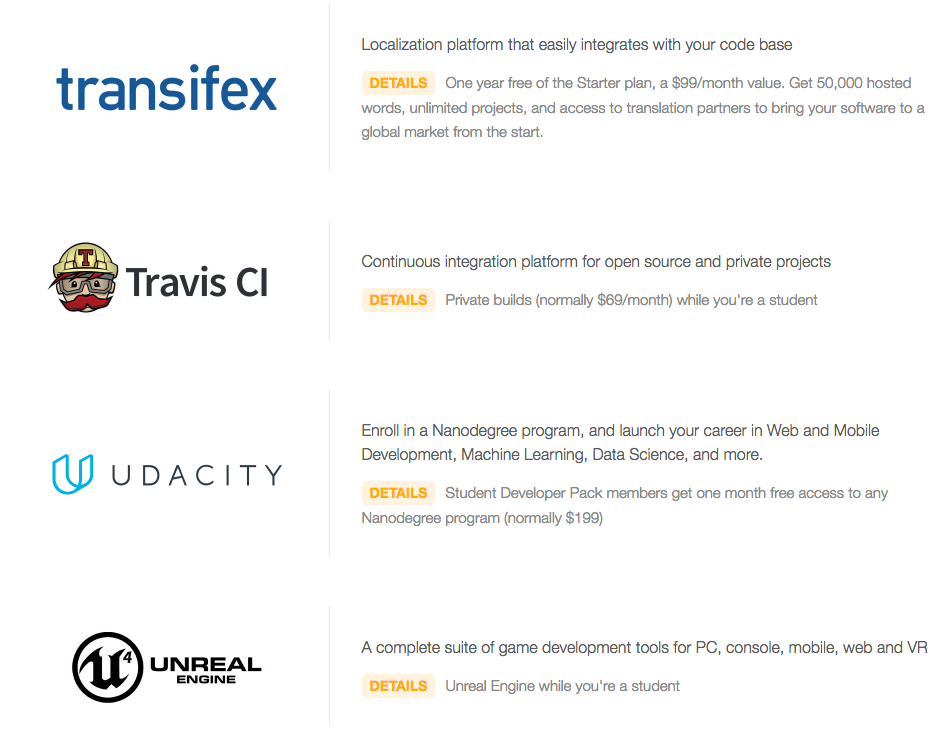 transifex
Localization platform that easily integrates with your code base
DETAILS One year free of the Starter plan, a $99/month value. Get 50,000 hosted
words, unlimited projects, and access to translation partners to bring your software to a
global market from the start.
T
Travis CI
Continuous integration platform for open source and private projects
DETAILS Private builds (normally $69/month) while you're a student
UDACITY
Enroll in a Nanodegree program, and launch your career in Web and Mobile
Development, Machine Learning, Data Science, and more.
DETAILS Student Developer Pack members get one month free access to any
Nanodegree program (normally $199)
U 4 UNREAL
ENGINE
A complete suite of game development tools for PC, console, mobile, web and VR
DETAILS Unreal Engine while you're a student